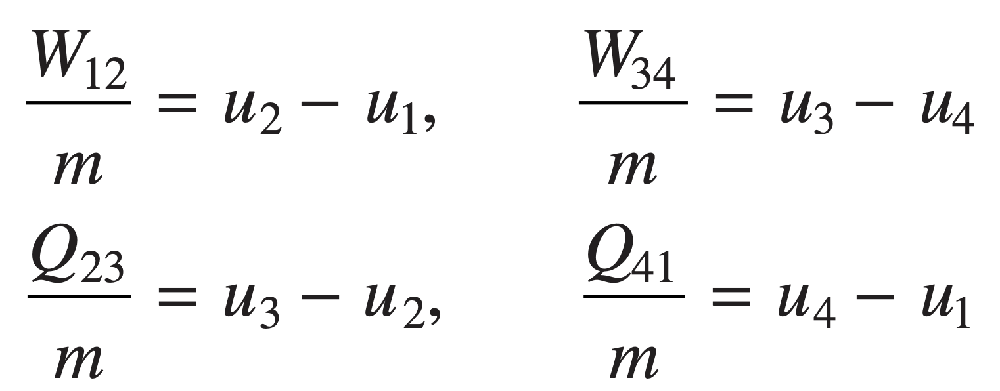 W₁₂/m = u₂ − u₁, W₃₄/m = u₃ − u₄
Q₂₃/m = u₃ − u₂, Q₄₁/m = u₄ − u₁